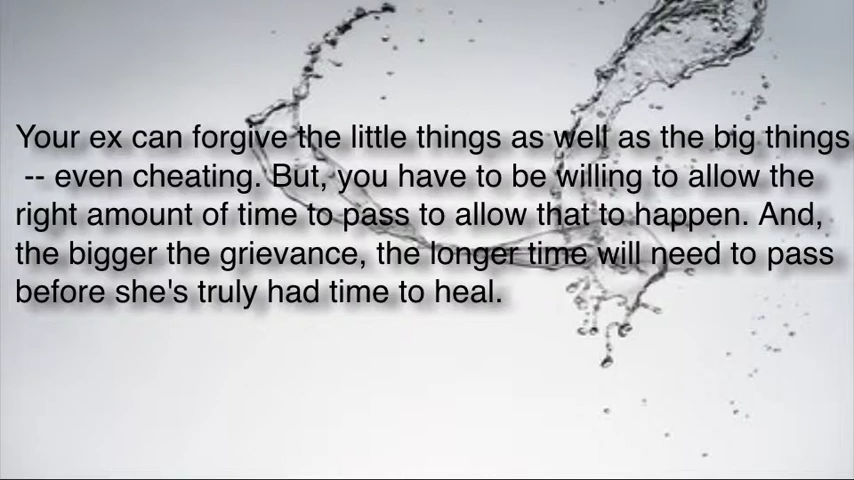 Your ex can forgive the little things as well as the big things
-- even cheating. But, you have to be willing to allow the
right amount of time to pass to allow that to happen. And,
the bigger the grievance, the longer time will need to pass
before she's truly had time to heal.